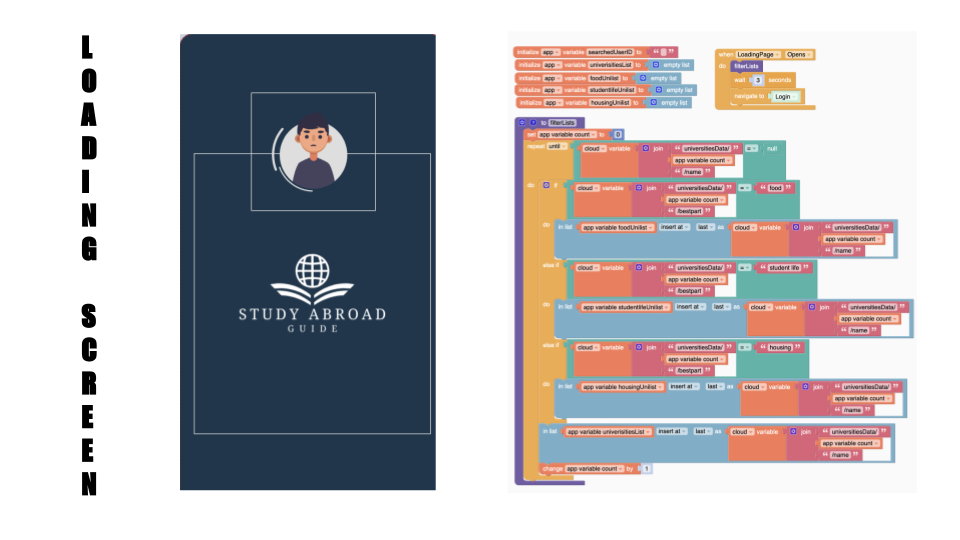 LOADING SCREEN
STUDY ABROAD
GUIDE
initialize app variable searchedUserID to “ ”
initialize app variable univerisitiesList to empty list
initialize app variable foodUnilist to empty list
initialize app variable studentlifeUnilist to empty list
initialize app variable housingUnilist to empty list
when LoadingPage Opens
do filterLists
wait 3 seconds
navigate to Login
to filterLists
set app variable count to 0
repeat until cloud variable join “ universitiesData/ ” = null
app variable count
“ /name ”
do if cloud variable join “ universitiesData/ ” = “ food ”
app variable count
“ /bestpart ”
do in list app variable foodUnilist insert at last as cloud variable join “ universitiesData/ ”
app variable count
“ /name ”
else if cloud variable join “ universitiesData/ ” = “ student life ”
app variable count
“ /bestpart ”
do in list app variable studentlifeUnilist insert at last as cloud variable join “ universitiesData/ ”
app variable count
“ /name ”
else if cloud variable join “ universitiesData/ ” = “ housing ”
app variable count
“ /bestpart ”
do in list app variable housingUnilist insert at last as cloud variable join “ universitiesData/ ”
app variable count
“ /name ”
in list app variable univerisitiesList insert at last as cloud variable join “ universitiesData/ ”
app variable count
“ /name ”
change app variable count by 1